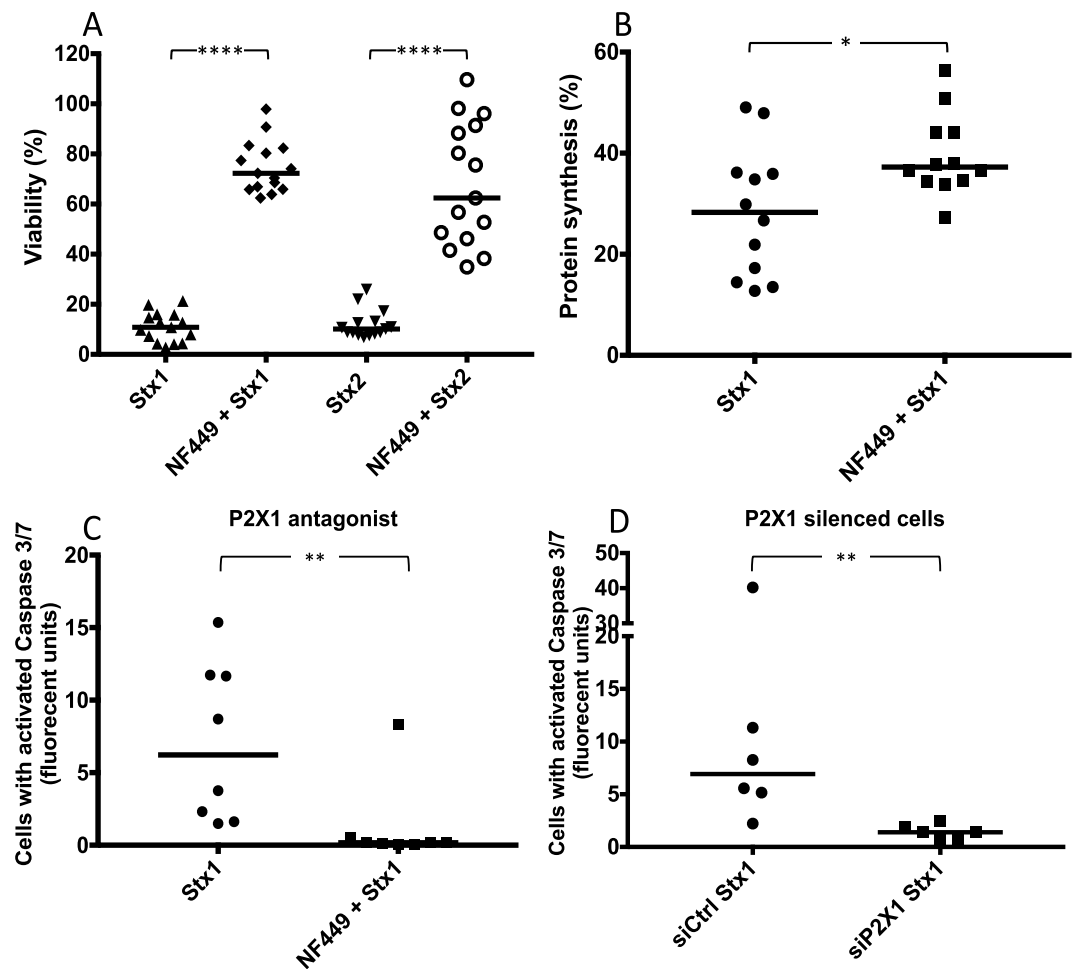 A
120
100
80
60
40
20
0
Viability (%)
****
****
Stx1
NF449 + Stx1
Stx2
NF449 + Stx2
B
60
40
20
0
Protein synthesis (%)
*
Stx1
NF449 + Stx1
C
P2X1 antagonist
20
15
10
5
0
Cells with activated Caspase 3/7
(fluorecent units)
**
Stx1
NF449 + Stx1
D
P2X1 silenced cells
50
40
30
20
15
10
5
0
Cells with activated Caspase 3/7
(fluorecent units)
**
siCtrl Stx1
siP2X1 Stx1